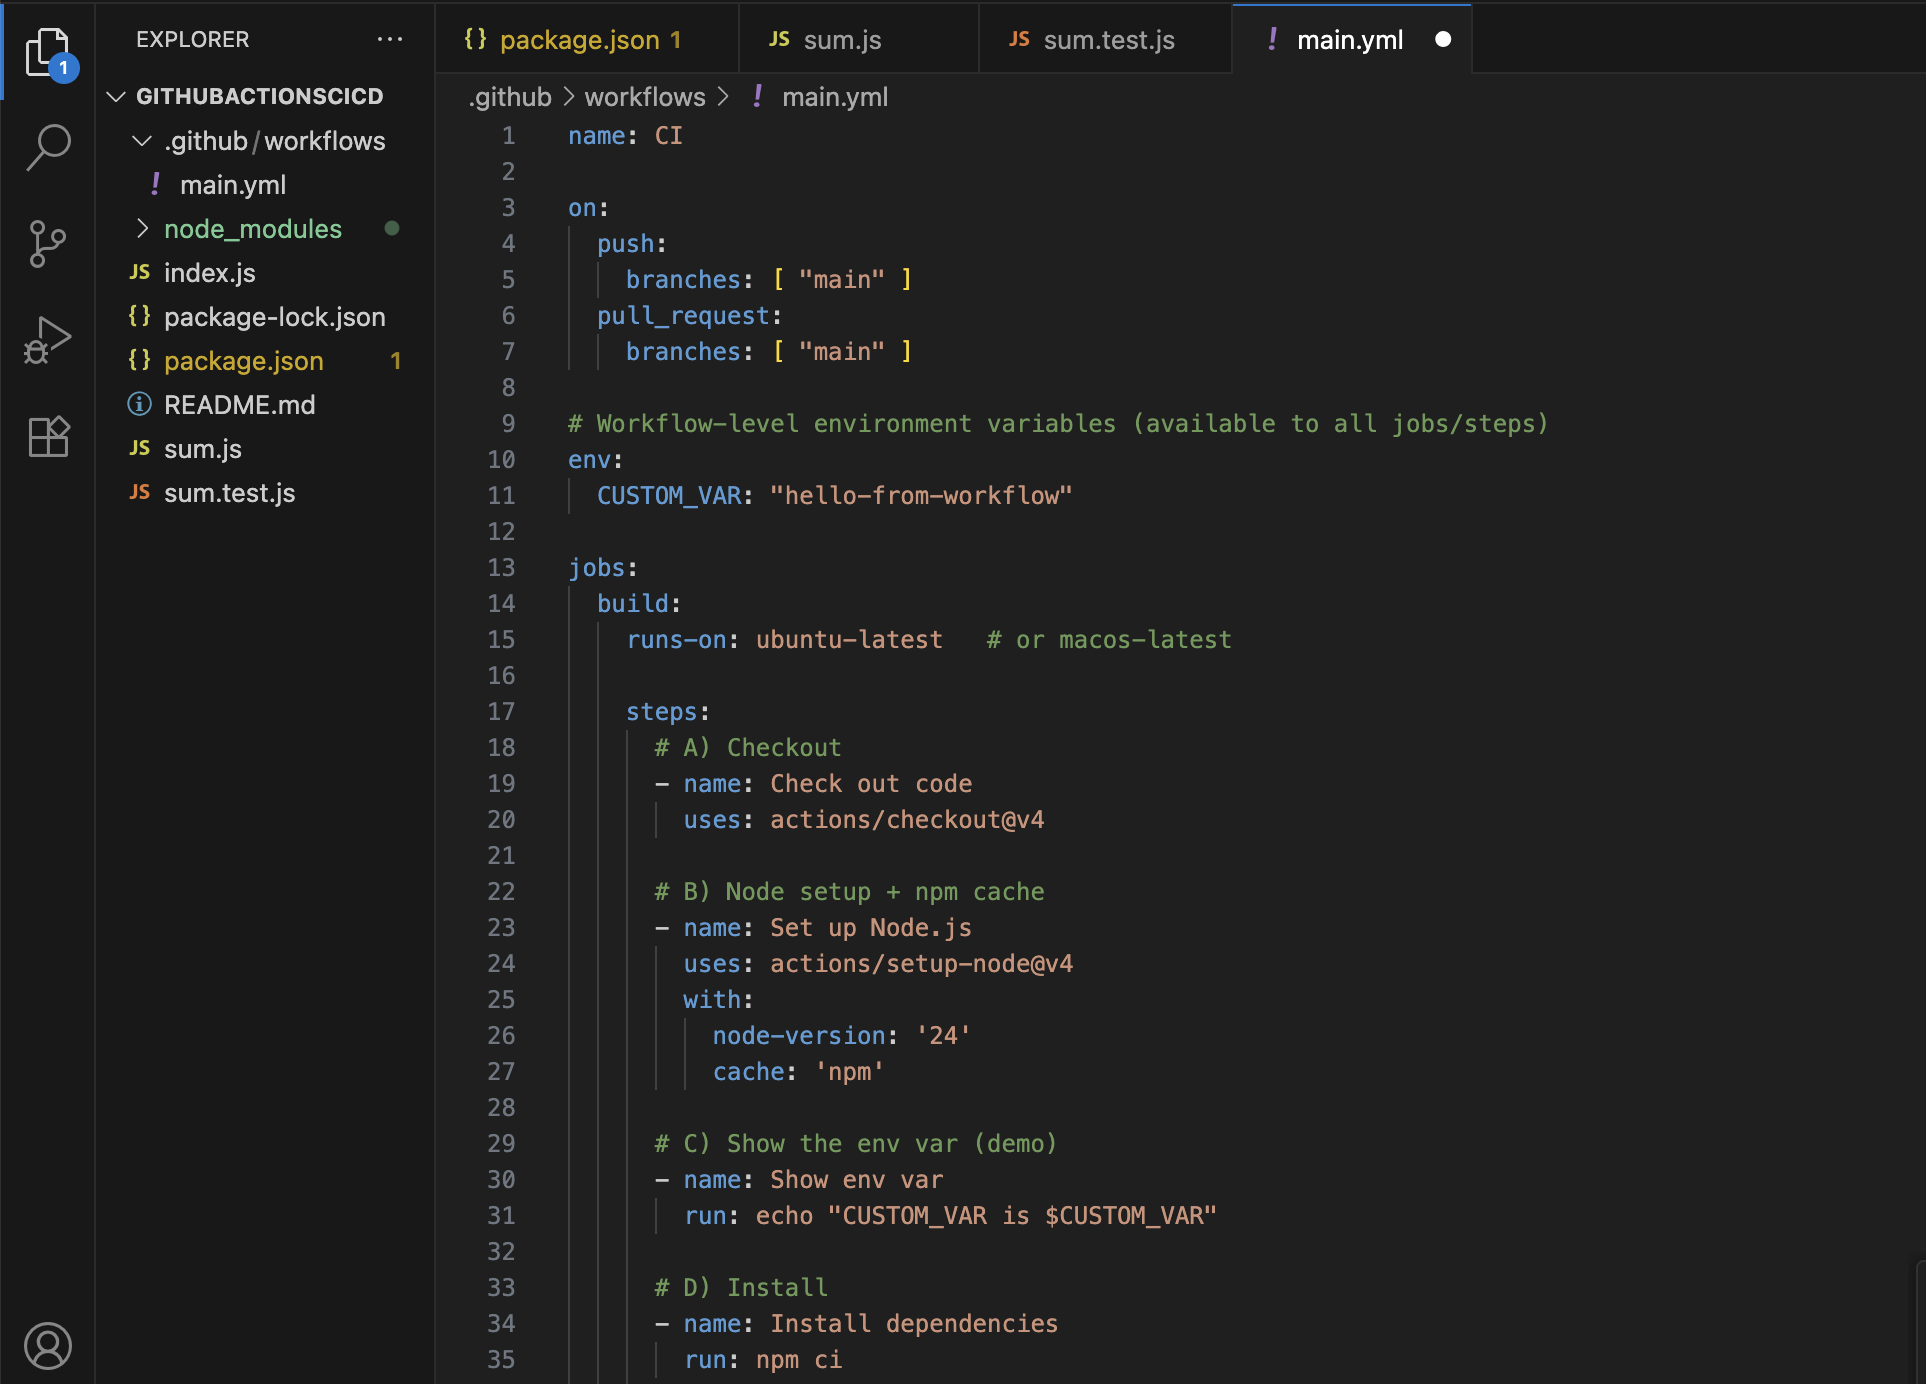 1
EXPLORER ...
GITHUBACTIONSCICD
.github/workflows
! main.yml
node_modules
JS index.js
{} package-lock.json
{} package.json 1
README.md
JS sum.js
JS sum.test.js
{} package.json 1
JS sum.js
JS sum.test.js
! main.yml
.github > workflows > ! main.yml
1 name: CI
2
3 on:
4 push:
5 branches: [ "main" ]
6 pull_request:
7 branches: [ "main" ]
8
9 # Workflow-level environment variables (available to all jobs/steps)
10 env:
11 CUSTOM_VAR: "hello-from-workflow"
12
13 jobs:
14 build:
15 runs-on: ubuntu-latest # or macos-latest
16
17 steps:
18 # A) Checkout
19 - name: Check out code
20 uses: actions/checkout@v4
21
22 # B) Node setup + npm cache
23 - name: Set up Node.js
24 uses: actions/setup-node@v4
25 with:
26 node-version: '24'
27 cache: 'npm'
28
29 # C) Show the env var (demo)
30 - name: Show env var
31 run: echo "CUSTOM_VAR is $CUSTOM_VAR"
32
33 # D) Install
34 - name: Install dependencies
35 run: npm ci